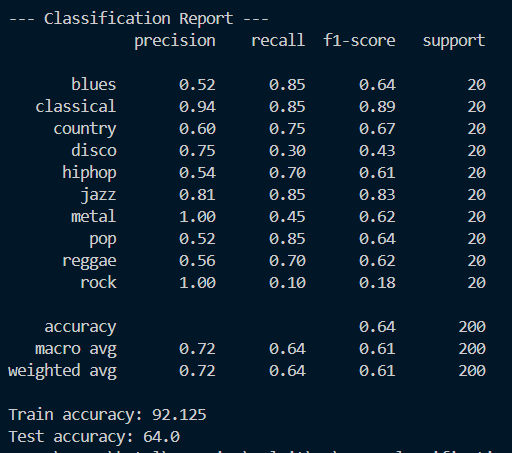 --- Classification Report ---
precision recall f1-score support
blues 0.52 0.85 0.64 20
classical 0.94 0.85 0.89 20
country 0.60 0.75 0.67 20
disco 0.75 0.30 0.43 20
hiphop 0.54 0.70 0.61 20
jazz 0.81 0.85 0.83 20
metal 1.00 0.45 0.62 20
pop 0.52 0.85 0.64 20
reggae 0.56 0.70 0.62 20
rock 1.00 0.10 0.18 20
accuracy 0.64 200
macro avg 0.72 0.64 0.61 200
weighted avg 0.72 0.64 0.61 200
Train accuracy: 92.125
Test accuracy: 64.0